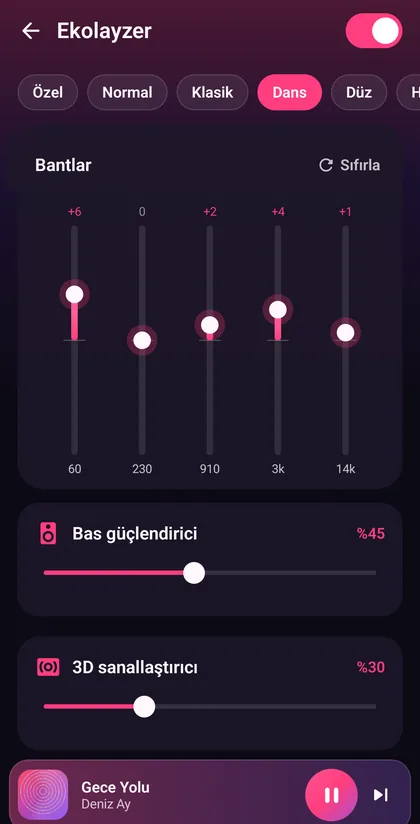 Ekolayzer
Özel Normal Klasik Dans Düz H
Bantlar Sıfırla
+6 0 +2 +4 +1
60 230 910 3k 14k
Bas güçlendirici %45
3D sanallaştırıcı %30
Gece Yolu
Deniz Ay